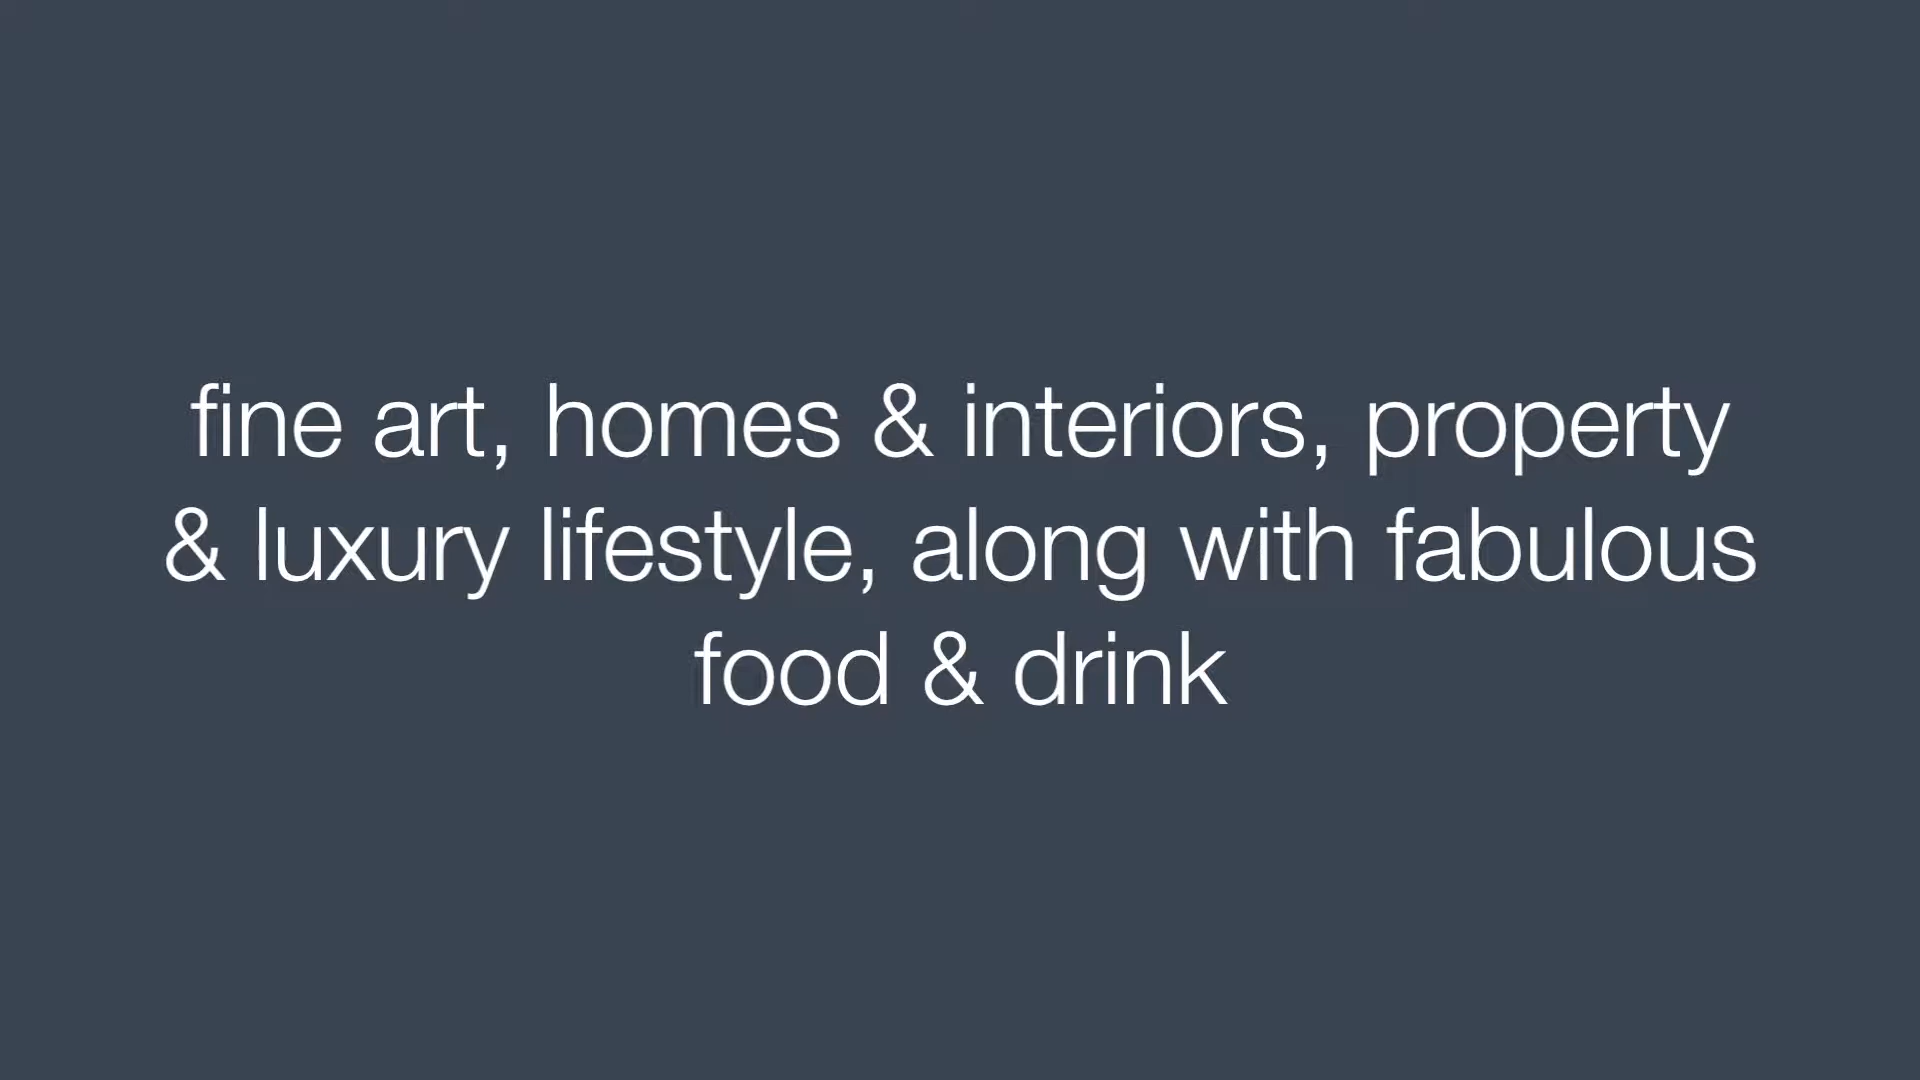 fine art, homes & interiors, property
& luxury lifestyle, along with fabulous
food & drink